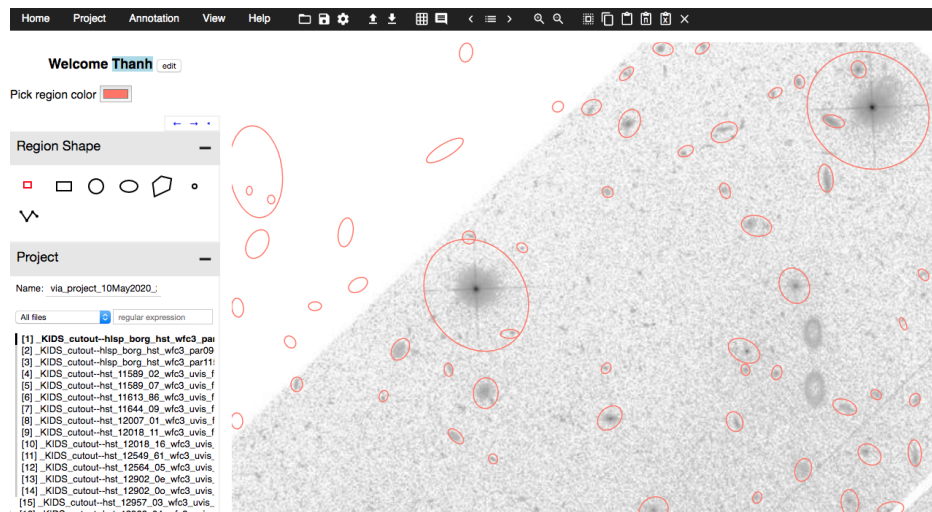 Home Project Annotation View Help
Welcome Thanh edit
Pick region color
Region Shape
Project
Name: via_project_10May2020_
All files regular expression
[1] _KIDS_cutout--hlsp_borg_hst_wfc3_par
[2] _KIDS_cutout--hlsp_borg_hst_wfc3_par09
[3] _KIDS_cutout--hlsp_borg_hst_wfc3_par11
[4] _KIDS_cutout--hst_11589_02_wfc3_uvis_f
[5] _KIDS_cutout--hst_11589_07_wfc3_uvis_f
[6] _KIDS_cutout--hst_11613_86_wfc3_uvis_f
[7] _KIDS_cutout--hst_11644_09_wfc3_uvis_f
[8] _KIDS_cutout--hst_12007_01_wfc3_uvis_f
[9] _KIDS_cutout--hst_12018_11_wfc3_uvis_f
[10] _KIDS_cutout--hst_12018_16_wfc3_uvis_
[11] _KIDS_cutout--hst_12549_61_wfc3_uvis_
[12] _KIDS_cutout--hst_12564_05_wfc3_uvis_
[13] _KIDS_cutout--hst_12902_0e_wfc3_uvis_
[14] _KIDS_cutout--hst_12902_0o_wfc3_uvis_
[15] _KIDS_cutout--hst_12957_03_wfc3_uvis_